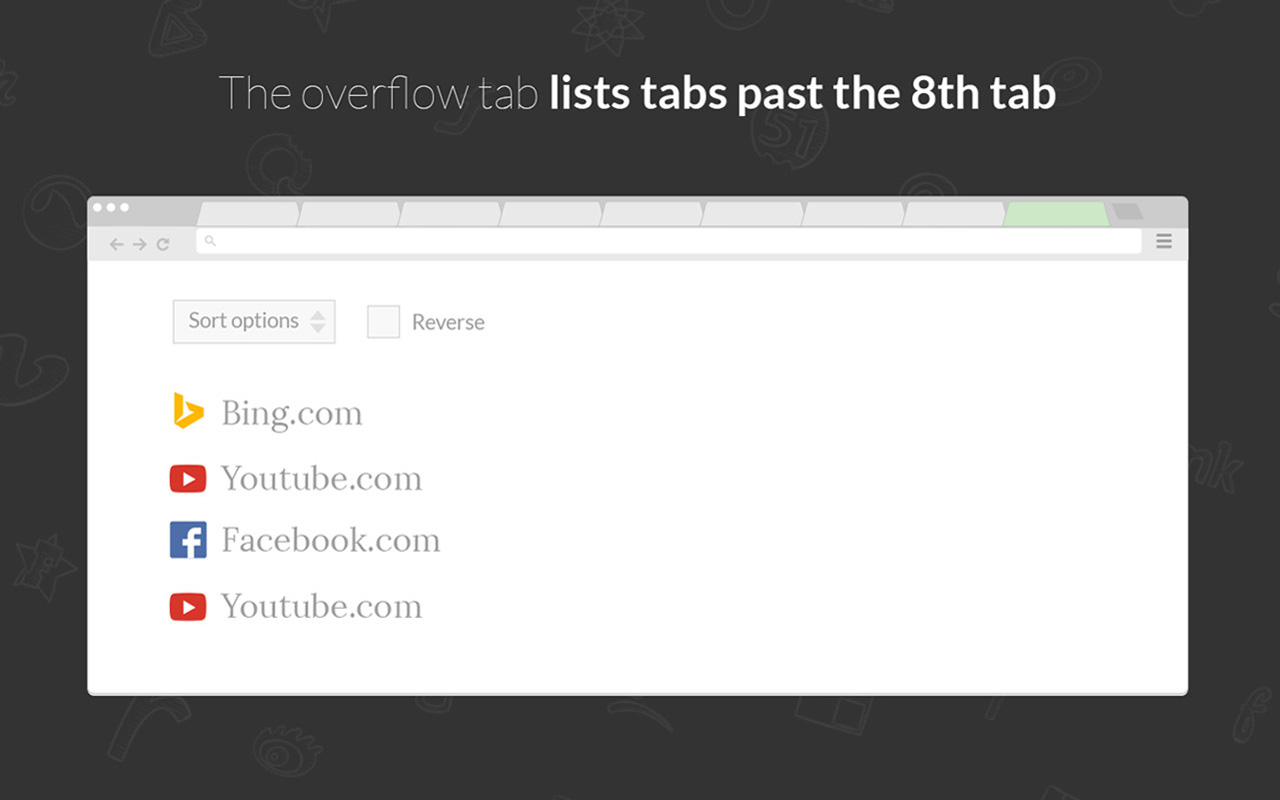 The overflow tab lists tabs past the 8th tab
Sort options
Reverse
Bing.com
Youtube.com
Facebook.com
Youtube.com